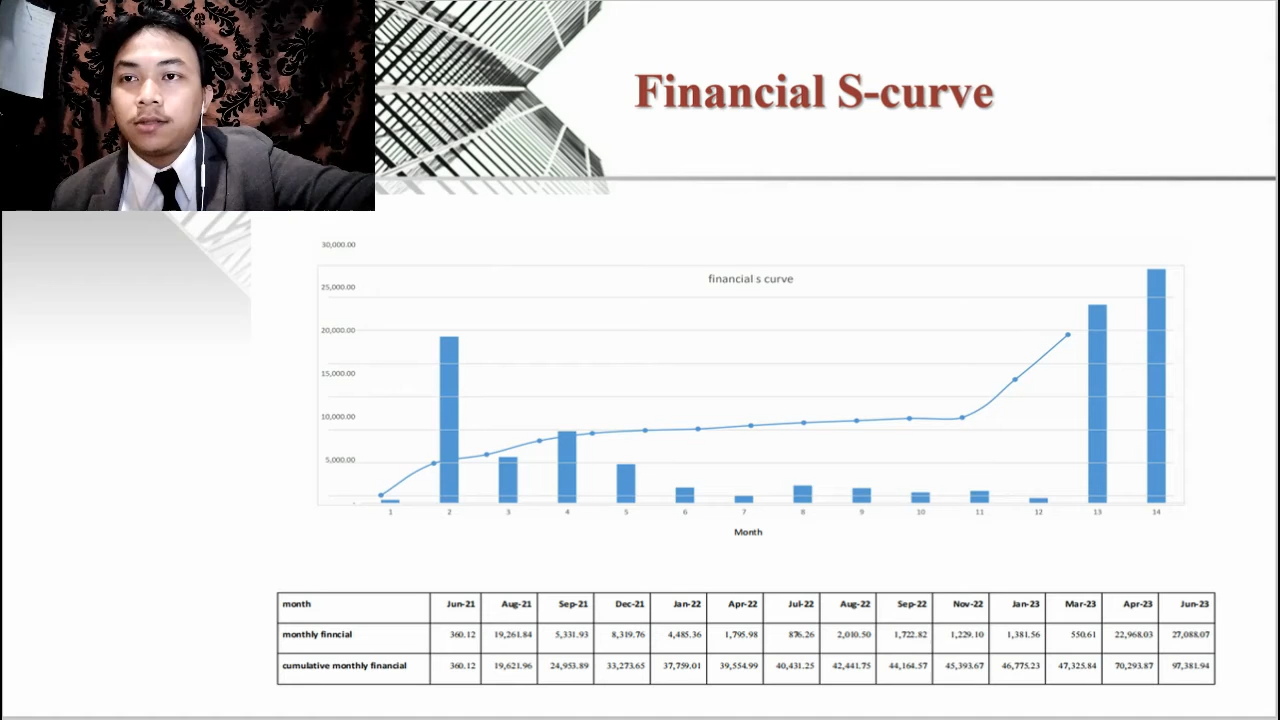 Financial S-curve
30,000.00
financial s curve
25,000.00
20,000.00
15,000.00
10,000.00
5,000.00
-
1 2 3 4 5 6 7 8 9 10 11 12 13 14
Month
month Jun-21 Aug-21 Sep-21 Dec-21 Jan-22 Apr-22 Jul-22 Aug-22 Sep-22 Nov-22 Jan-23 Mar-23 Apr-23 Jun-23
monthly finncial 360.12 19,261.84 5,331.93 8,319.76 4,485.36 1,795.98 876.26 2,010.50 1,722.82 1,229.10 1,381.56 550.61 22,968.03 27,088.07
cumulative monthly financial 360.12 19,621.96 24,953.89 33,273.65 37,759.01 39,554.99 40,431.25 42,441.75 44,164.57 45,393.67 46,775.23 47,325.84 70,293.87 97,381.94